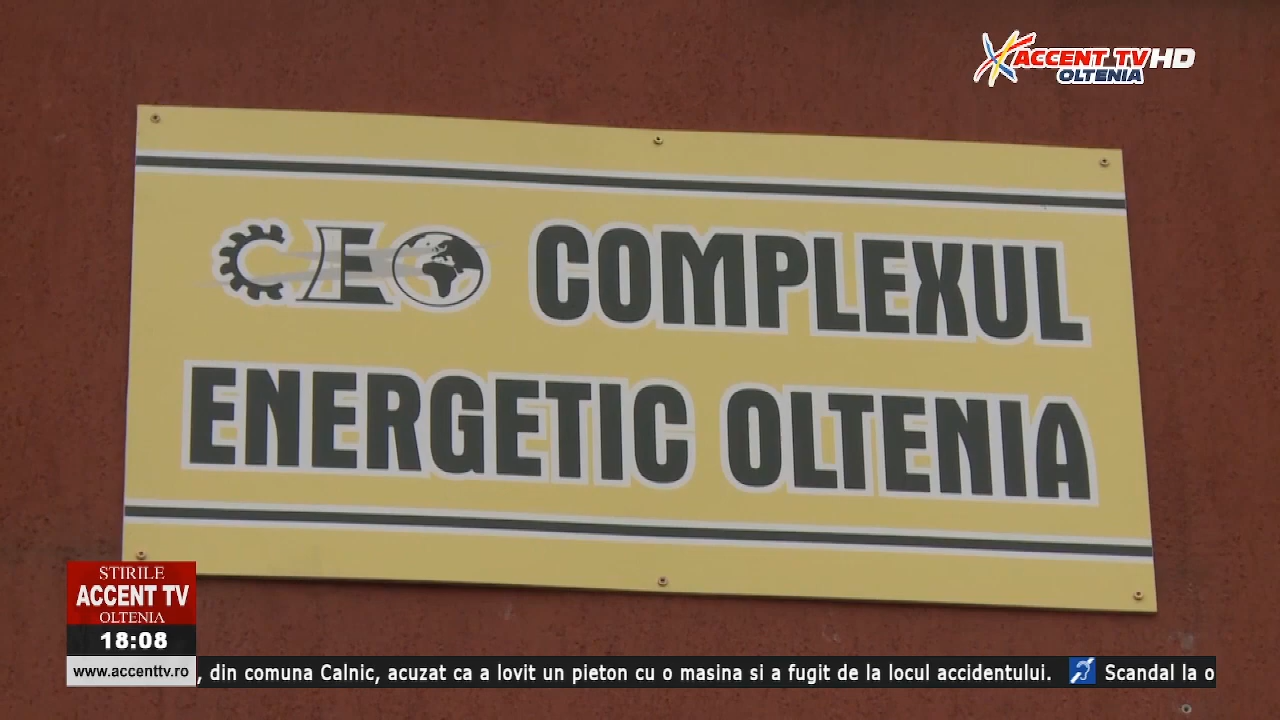 ACCENT TV HD
OLTENIA
CEO COMPLEXUL
ENERGETIC OLTENIA
STIRILE
ACCENT TV
OLTENIA
18:08
www.accenttv.ro
, din comuna Calnic, acuzat ca a lovit un pieton cu o masina si a fugit de la locul accidentului. Scandal la o